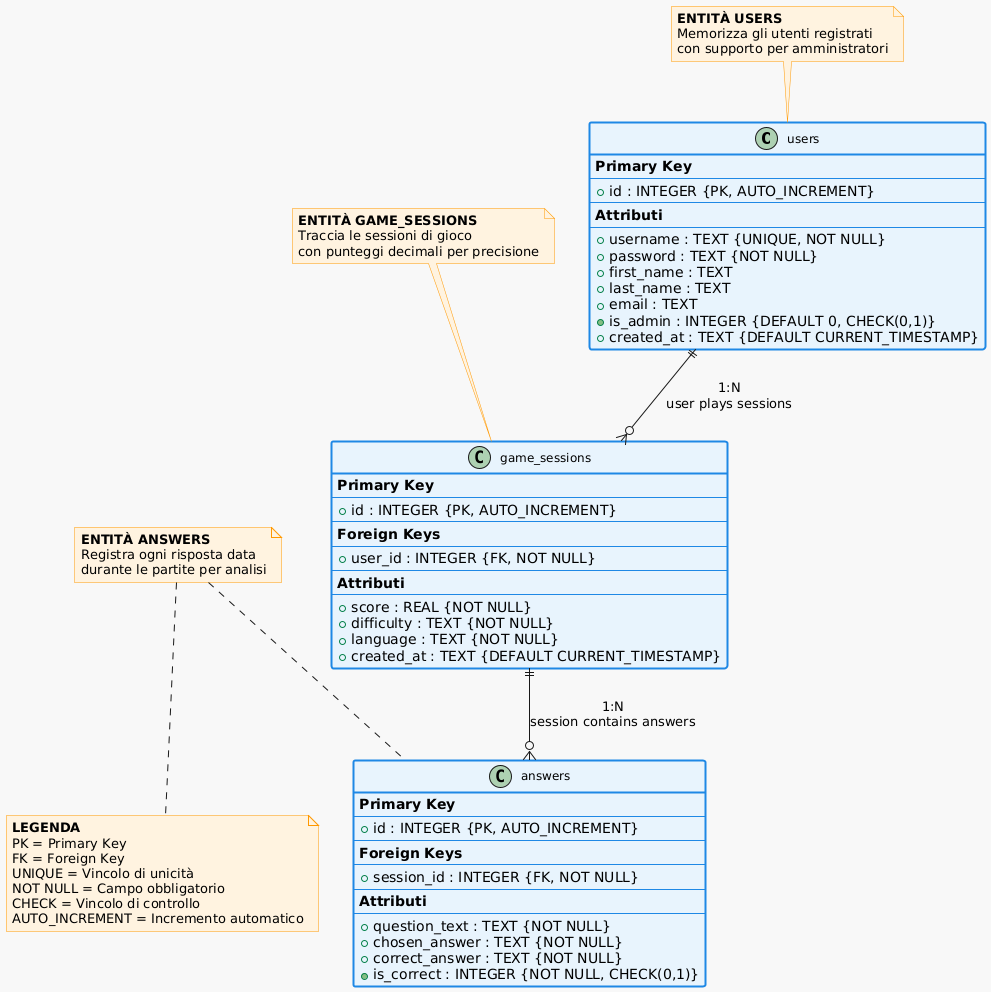 ENTITÀ USERS
Memorizza gli utenti registrati
con supporto per amministratori
C users
Primary Key
id : INTEGER {PK, AUTO_INCREMENT}
Attributi
username : TEXT {UNIQUE, NOT NULL}
password : TEXT {NOT NULL}
first_name : TEXT
last_name : TEXT
email : TEXT
is_admin : INTEGER {DEFAULT 0, CHECK(0,1)}
created_at : TEXT {DEFAULT CURRENT_TIMESTAMP}
ENTITÀ GAME_SESSIONS
Traccia le sessioni di gioco
con punteggi decimali per precisione
1:N
user plays sessions
C game_sessions
Primary Key
id : INTEGER {PK, AUTO_INCREMENT}
Foreign Keys
user_id : INTEGER {FK, NOT NULL}
Attributi
score : REAL {NOT NULL}
difficulty : TEXT {NOT NULL}
language : TEXT {NOT NULL}
created_at : TEXT {DEFAULT CURRENT_TIMESTAMP}
ENTITÀ ANSWERS
Registra ogni risposta data
durante le partite per analisi
1:N
session contains answers
C answers
Primary Key
id : INTEGER {PK, AUTO_INCREMENT}
Foreign Keys
session_id : INTEGER {FK, NOT NULL}
Attributi
question_text : TEXT {NOT NULL}
chosen_answer : TEXT {NOT NULL}
correct_answer : TEXT {NOT NULL}
is_correct : INTEGER {NOT NULL, CHECK(0,1)}
LEGENDA
PK = Primary Key
FK = Foreign Key
UNIQUE = Vincolo di unicità
NOT NULL = Campo obbligatorio
CHECK = Vincolo di controllo
AUTO_INCREMENT = Incremento automatico